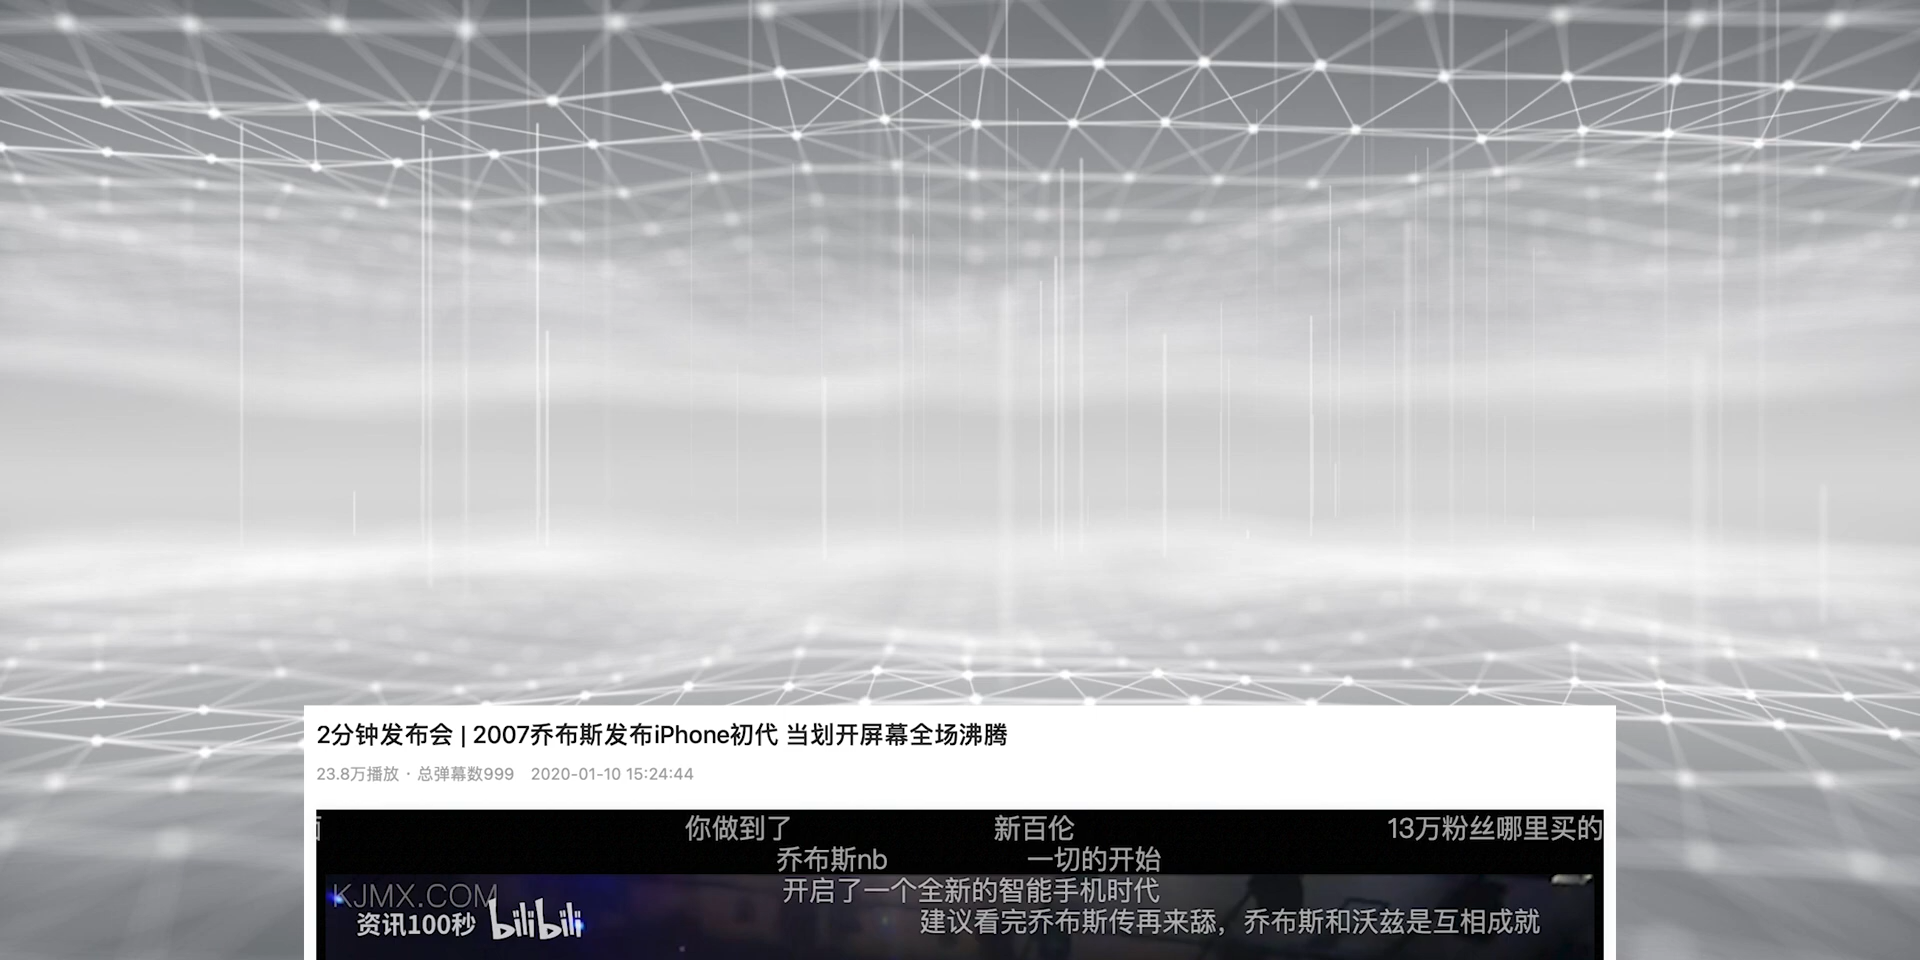 2分钟发布会 | 2007乔布斯发布iPhone初代 当划开屏幕全场沸腾
23.8万播放 · 总弹幕数999 2020-01-10 15:24:44
你做到了 新百伦 13万粉丝哪里买的
乔布斯nb 一切的开始
KJMX.COM 开启了一个全新的智能手机时代
资讯100秒 bilibili 建议看完乔布斯传再来舔，乔布斯和沃兹是互相成就